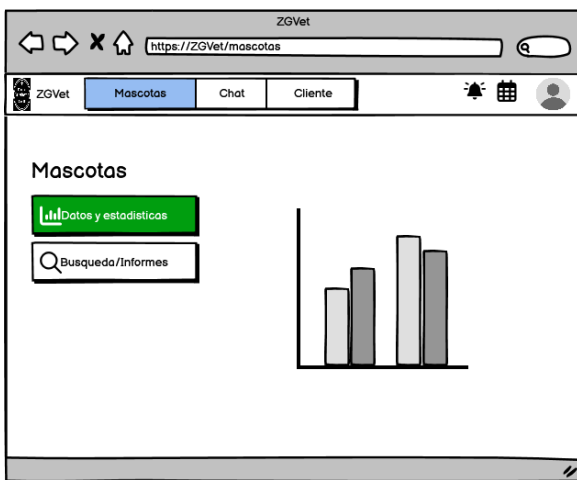 ZGVet
https://ZGVet/mascotas
ZGVet Mascotas Chat Cliente
Mascotas
Datos y estadisticas
Busqueda/Informes